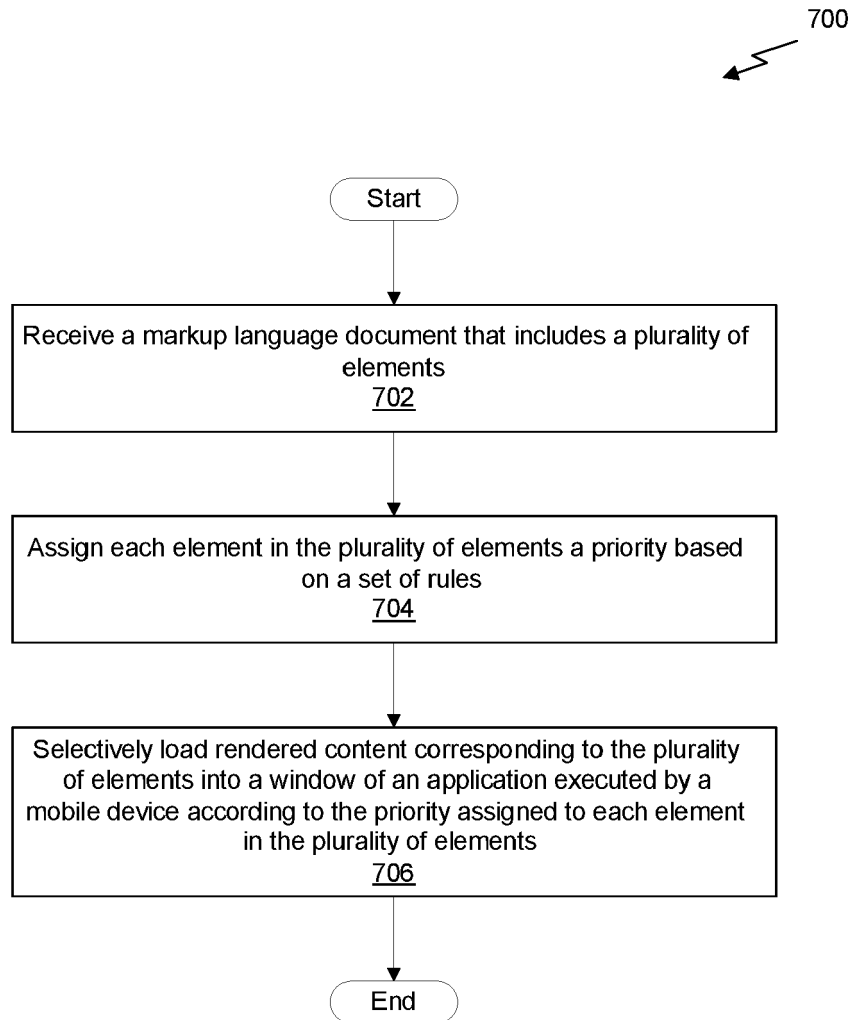 700
Start
Receive a markup language document that includes a plurality of
elements
702
Assign each element in the plurality of elements a priority based
on a set of rules
704
Selectively load rendered content corresponding to the plurality
of elements into a window of an application executed by a
mobile device according to the priority assigned to each element
in the plurality of elements
706
End